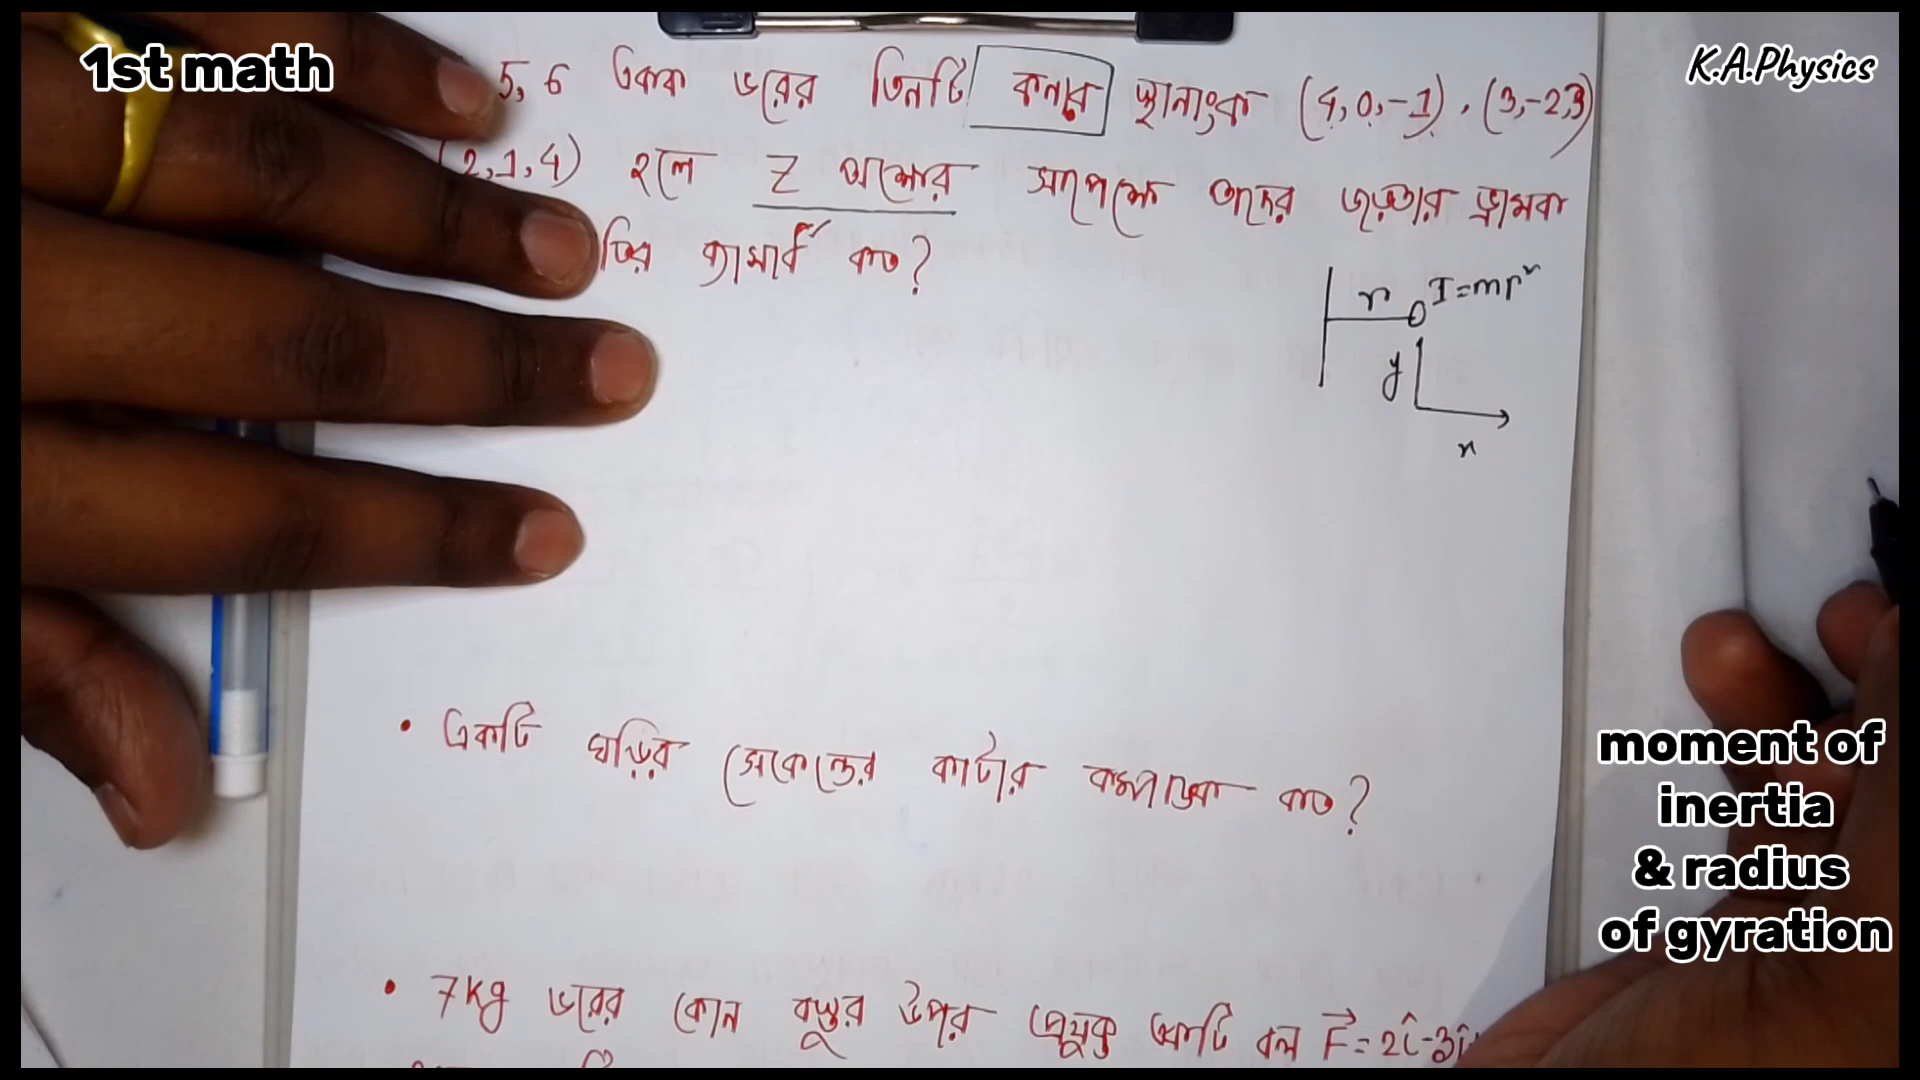 1st math
K.A.Physics
5, 6 একক ভরের তিনটি কনার স্থানাংক (4,0,-1), (3,-2,3)
(2,1,4) হলে Z অক্ষের সাপেক্ষে তাদের জড়তার ভ্রামক
ব্যাসার্ধ কত?
I=mr²
r
y
x
• একটি ঘড়ির সেকেন্ডের কাটার কম্পাঙ্ক কত?
moment of
inertia
& radius
of gyration
• 7kg ভরের কোন বস্তুর উপর প্রযুক্ত একটি বল F⃗=2î-3ĵ